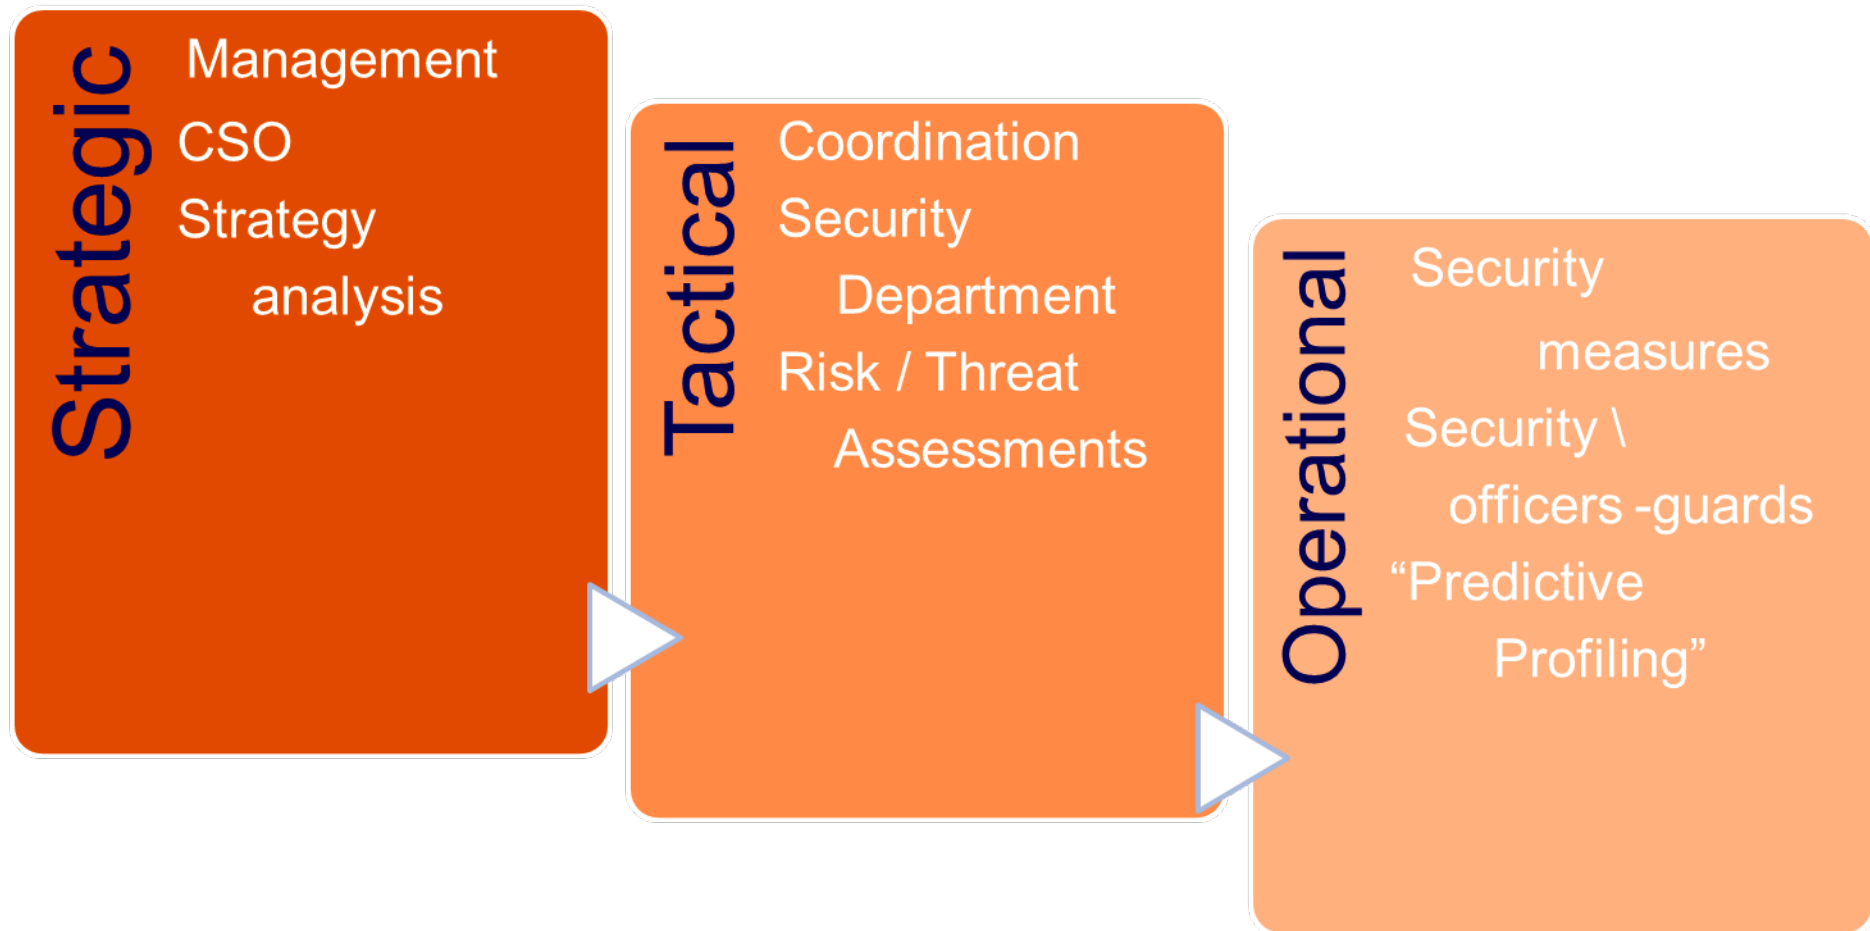 Strategic
Management
CSO
Strategy
analysis
Tactical
Coordination
Security
Department
Risk / Threat
Assessments
Operational
Security
measures
Security \
officers -guards
“Predictive
Profiling”